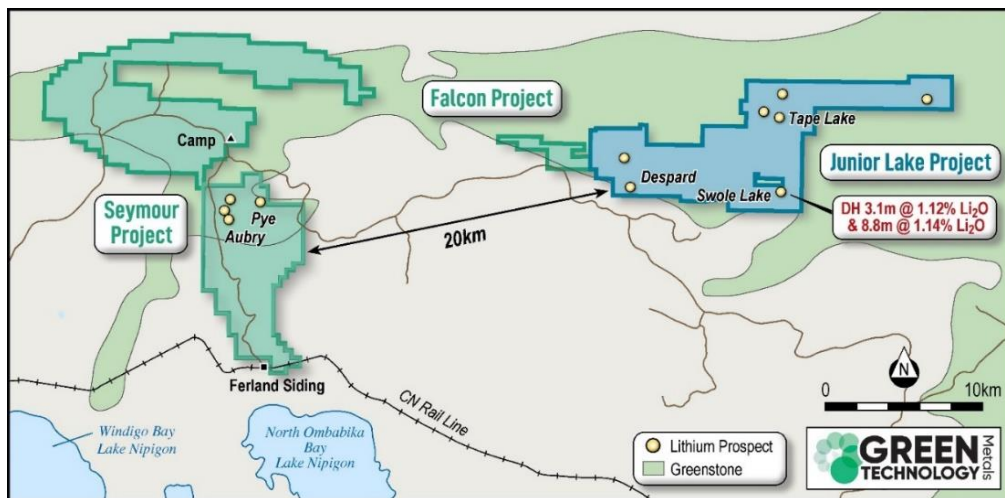 Falcon Project
Camp
Tape Lake
Junior Lake Project
Despard
Swole Lake
DH 3.1m @ 1.12% Li₂O
& 8.8m @ 1.14% Li₂O
Seymour
Project
Pye
Aubry
20km
Ferland Siding
CN Rail Line
N
0 10km
Windigo Bay
Lake Nipigon
North Ombabika
Bay
Lake Nipigon
Lithium Prospect
Greenstone
GREEN
TECHNOLOGY
Metals